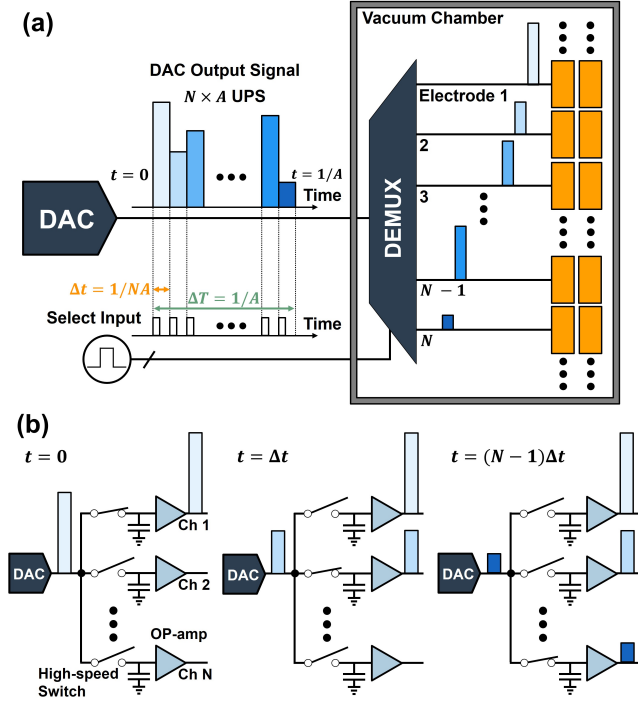 (a)
Vacuum Chamber
DAC Output Signal
N × A UPS
Electrode 1
t = 0
t = 1/A
Time
2
3
DAC
DEMUX
Δt = 1/NA
ΔT = 1/A
N − 1
Select Input
Time
N
(b)
t = 0
t = Δt
t = (N − 1)Δt
Ch 1
DAC
Ch 2
DAC
DAC
OP-amp
High-speed
Switch
Ch N